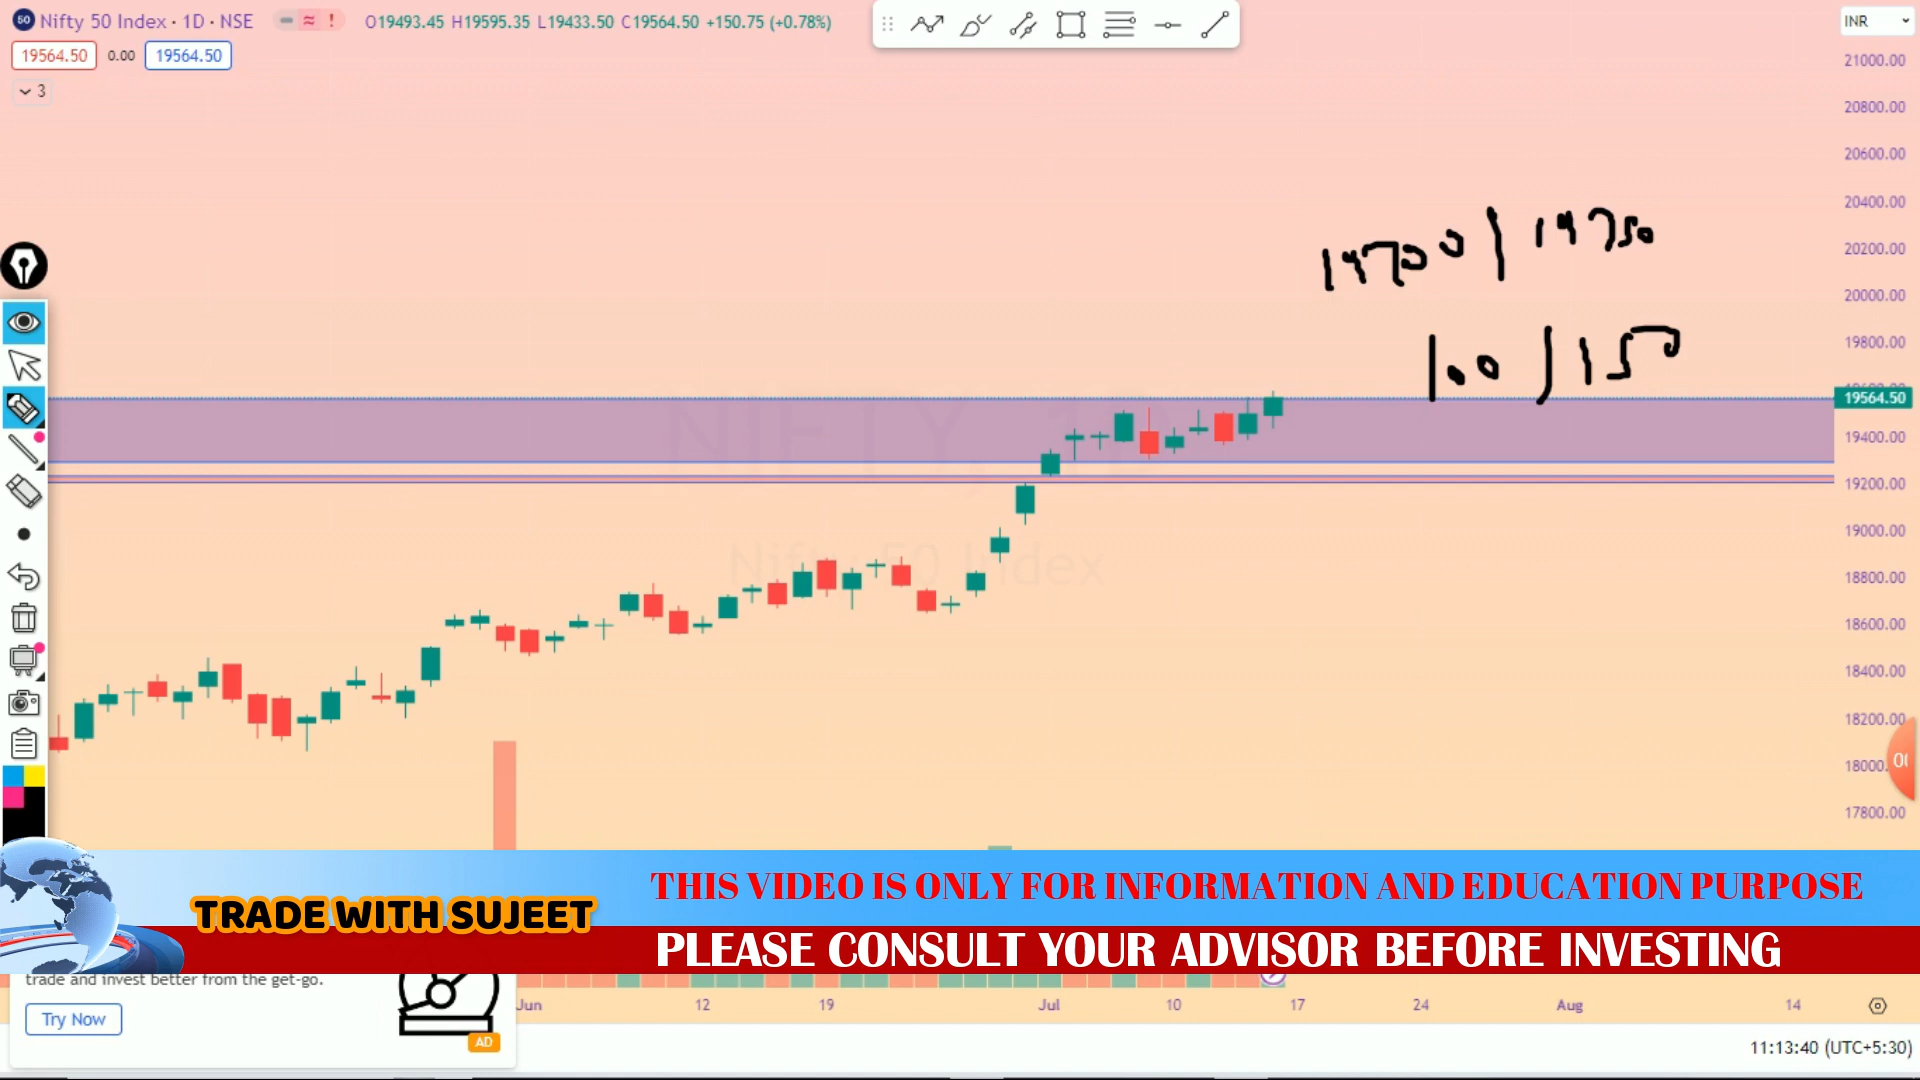 Nifty 50 Index · 1D · NSE O19493.45 H19595.35 L19433.50 C19564.50 +150.75 (+0.78%)
INR
19564.50 0.00 19564.50
3
21000.00
20800.00
20600.00
20400.00
20200.00
20000.00
19800.00
19564.50
19400.00
19200.00
19000.00
18800.00
18600.00
18400.00
18200.00
18000.
17800.00
19700 | 19750
100 / 150
NIFTY, 1D
Nifty 50 Index
THIS VIDEO IS ONLY FOR INFORMATION AND EDUCATION PURPOSE
TRADE WITH SUJEET
PLEASE CONSULT YOUR ADVISOR BEFORE INVESTING
trade and invest better from the get-go.
Try Now
AD
Jun 12 19 Jul 10 17 24 Aug 14
11:13:40 (UTC+5:30)